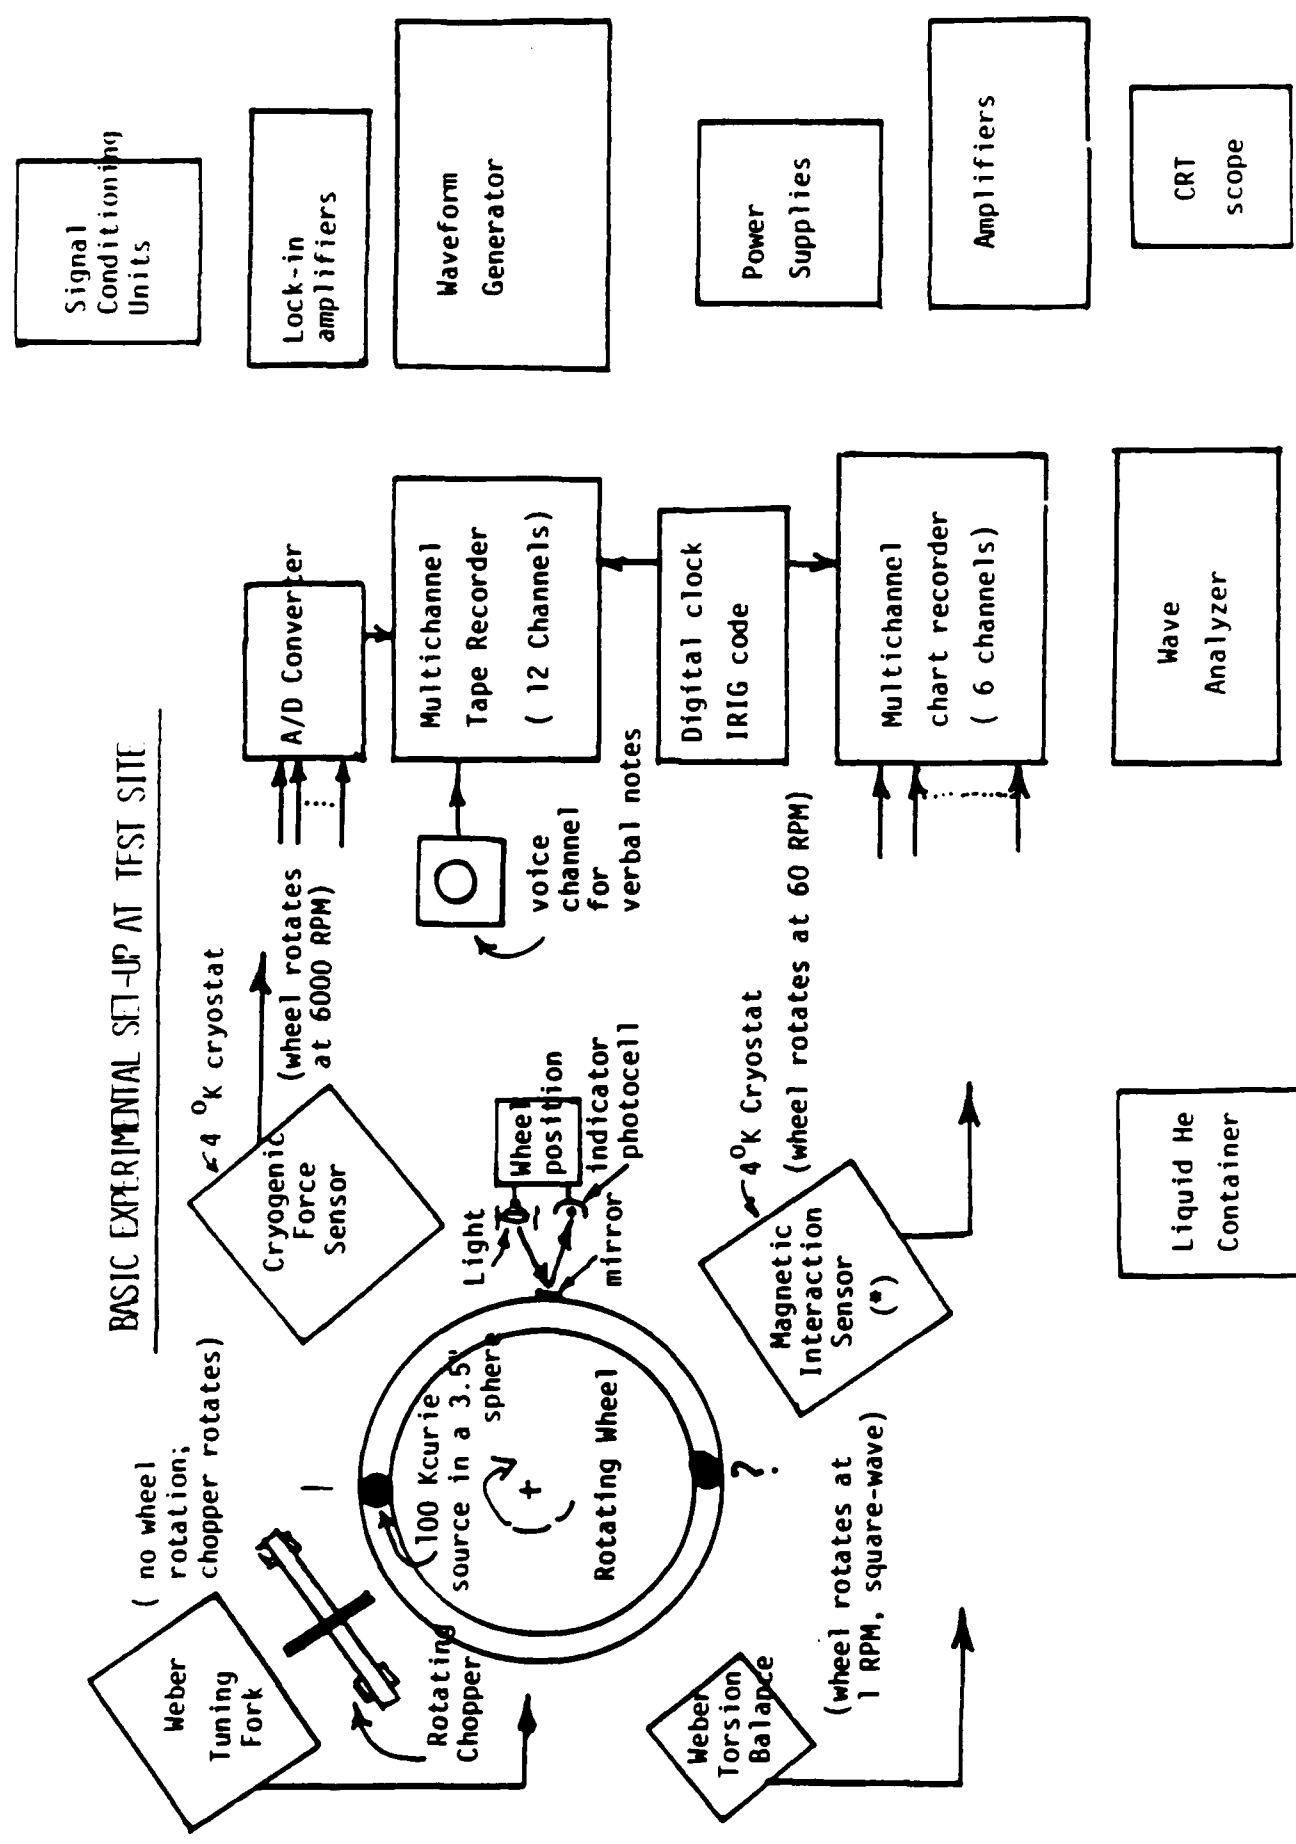 BASIC EXPERIMENTAL SET-UP AT TEST SITE
( no wheel
rotation;
chopper rotates)
Weber
Tuning
Fork
Rotating
Chopper
4 °K cryostat
Cryogenic
Force
Sensor
(wheel rotates
at 6000 RPM)
100 Kcurie
source in a 3.5"
sphere
+
Rotating Wheel
?
Light
Wheel
position
indicator
photocell
mirror
4°K Cryostat
(wheel rotates at 60 RPM)
Magnetic
Interaction
Sensor
(*)
Weber
Torsion
Balance
(wheel rotates at
1 RPM, square-wave)
A/D Converter
Multichannel
Tape Recorder
( 12 Channels)
voice
channel
for
verbal notes
Digital clock
IRIG code
Multichannel
chart recorder
( 6 channels)
Wave
Analyzer
Liquid He
Container
Signal
Conditioning
Units
Lock-in
amplifiers
Waveform
Generator
Power
Supplies
Amplifiers
CRT
scope